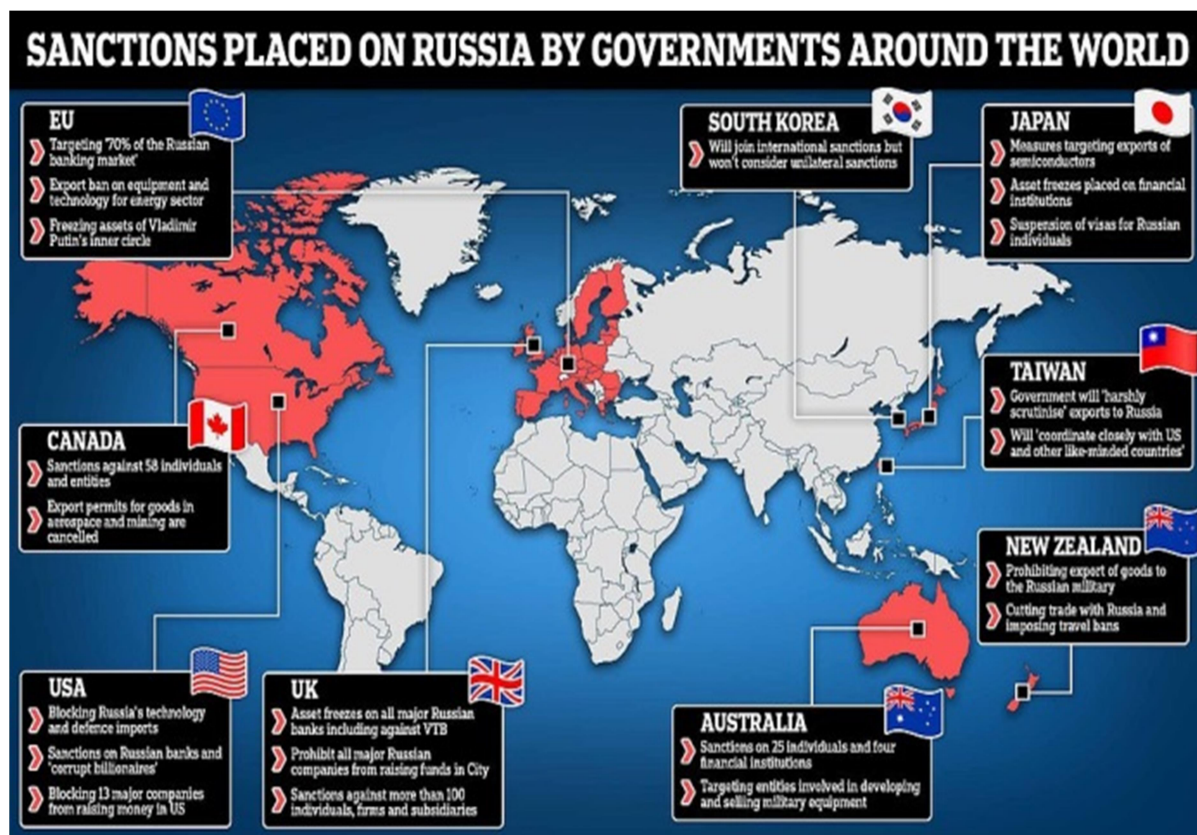 SANCTIONS PLACED ON RUSSIA BY GOVERNMENTS AROUND THE WORLD
EU
Targeting '70% of the Russian
banking market'
Export ban on equipment and
technology for energy sector
Freezing assets of Vladimir
Putin's inner circle
SOUTH KOREA
Will join international sanctions but
won't consider unilateral sanctions
JAPAN
Measures targeting exports of
semiconductors
Asset freezes placed on financial
institutions
Suspension of visas for Russian
individuals
TAIWAN
Government will 'harshly
scrutinise' exports to Russia
Will 'coordinate closely with US
and other like-minded countries'
CANADA
Sanctions against 58 individuals
and entities
Export permits for goods in
aerospace and mining are
cancelled
NEW ZEALAND
Prohibiting export of goods to
the Russian military
Cutting trade with Russia and
imposing travel bans
USA
Blocking Russia's technology
and defence imports
Sanctions on Russian banks and
'corrupt billionaires'
Blocking 13 major companies
from raising money in US
UK
Asset freezes on all major Russian
banks including against VTB
Prohibit all major Russian
companies from raising funds in City
Sanctions against more than 100
individuals, firms and subsidiaries
AUSTRALIA
Sanctions on 25 individuals and four
financial institutions
Targeting entities involved in developing
and selling military equipment